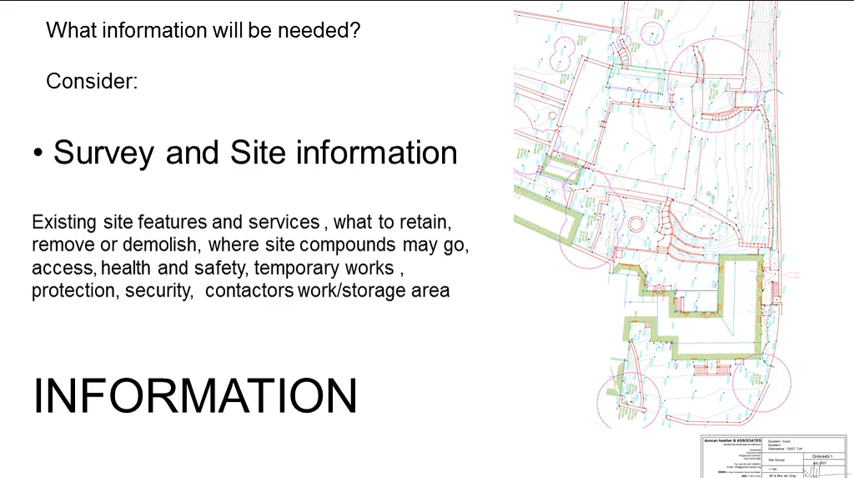 What information will be needed?
Consider:
• Survey and Site information
Existing site features and services , what to retain,
remove or demolish, where site compounds may go,
access, health and safety, temporary works ,
protection, security, contactors work/storage area
INFORMATION
duncan heather & ASSOCIATES
Site Survey